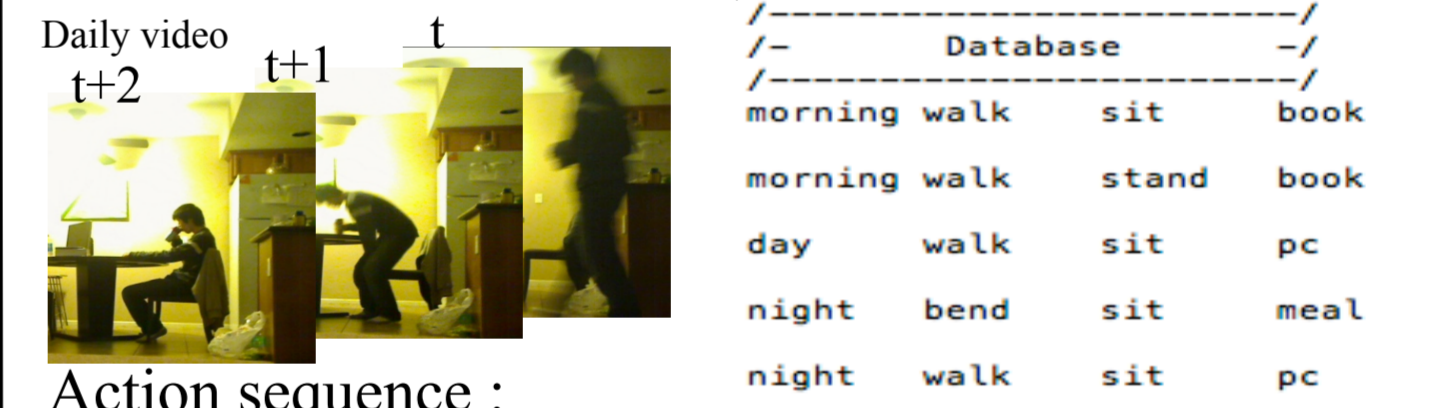 Daily video
t
t+1
t+2
Action sequence :
/-------------------------/
/- Database -/
/-------------------------/
morning walk sit book
morning walk stand book
day walk sit pc
night bend sit meal
night walk sit pc